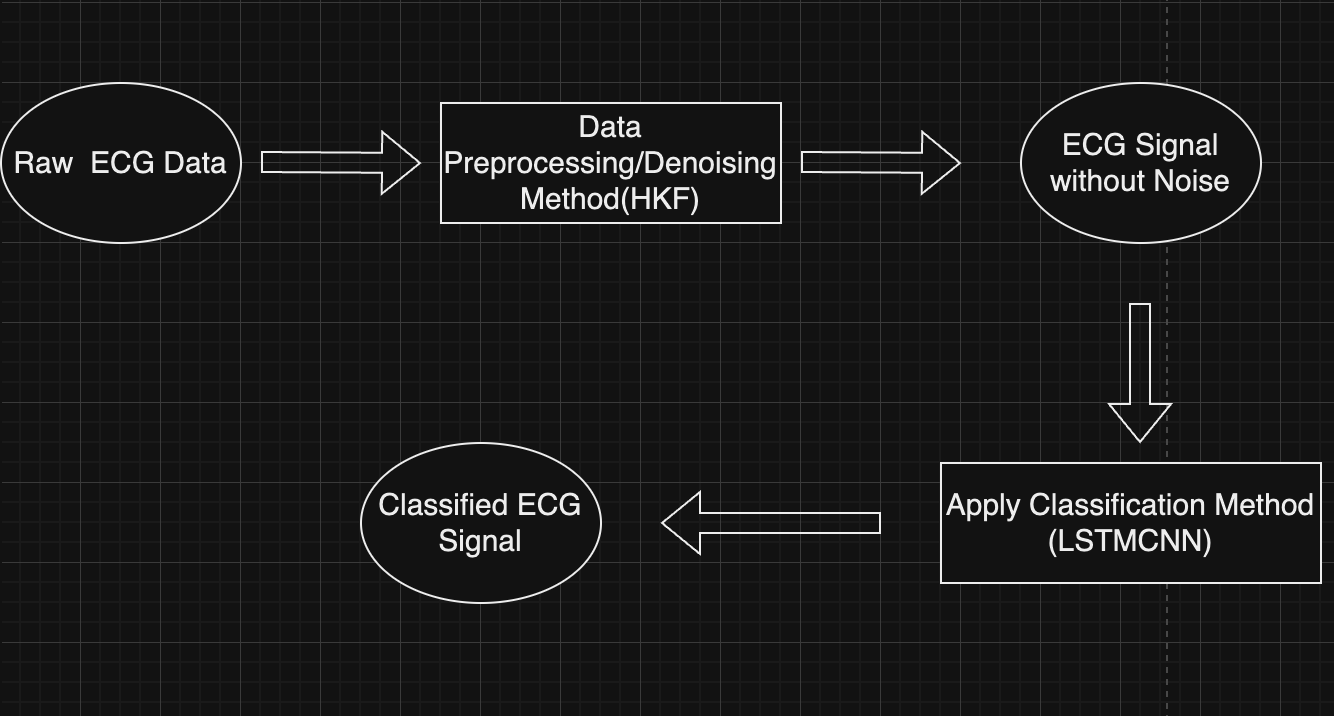 Raw  ECG Data
Data
Preprocessing/Denoising
Method(HKF)
ECG Signal
without Noise
Apply Classification Method
(LSTMCNN)
Classified ECG
Signal